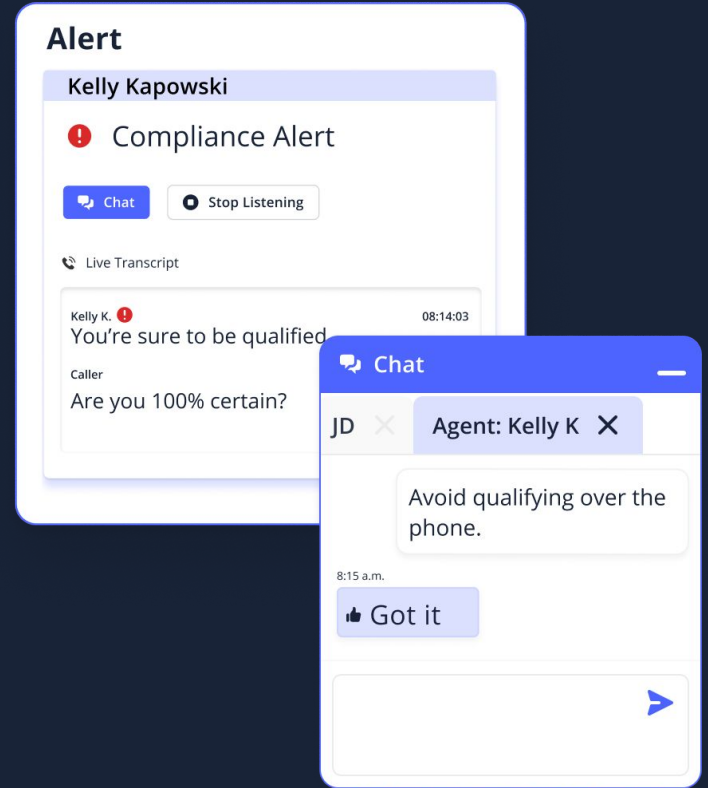 Alert
Kelly Kapowski
Compliance Alert
Chat
Stop Listening
Live Transcript
Kelly K.
08:14:03
You're sure to be qualified
Caller
Are you 100% certain?
Chat
JD
Agent: Kelly K
Avoid qualifying over the
phone.
8:15 a.m.
Got it